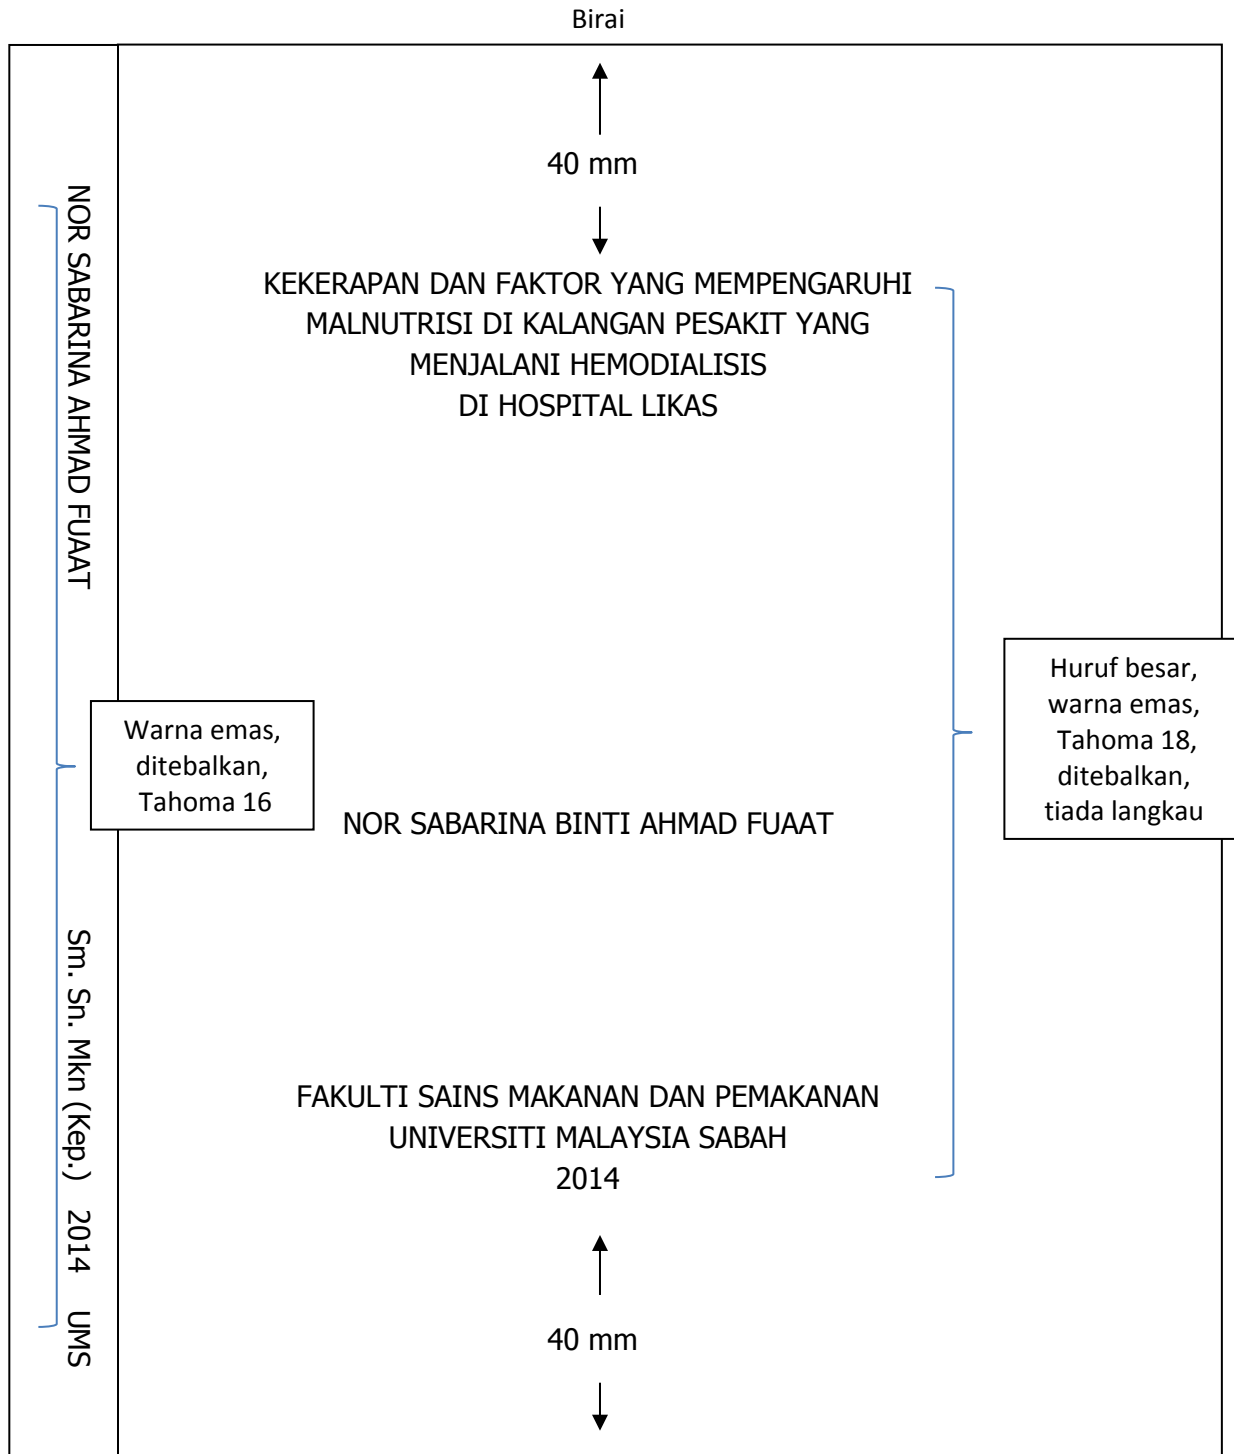 Birai
40 mm
KEKERAPAN DAN FAKTOR YANG MEMPENGARUHI
MALNUTRISI DI KALANGAN PESAKIT YANG
MENJALANI HEMODIALISIS
DI HOSPITAL LIKAS
NOR SABARINA AHMAD FUAAT
Sm. Sn. Mkn (Kep.) 2014 UMS
Warna emas,
ditebalkan,
Tahoma 16
Huruf besar,
warna emas,
Tahoma 18,
ditebalkan,
tiada langkau
NOR SABARINA BINTI AHMAD FUAAT
FAKULTI SAINS MAKANAN DAN PEMAKANAN
UNIVERSITI MALAYSIA SABAH
2014
40 mm